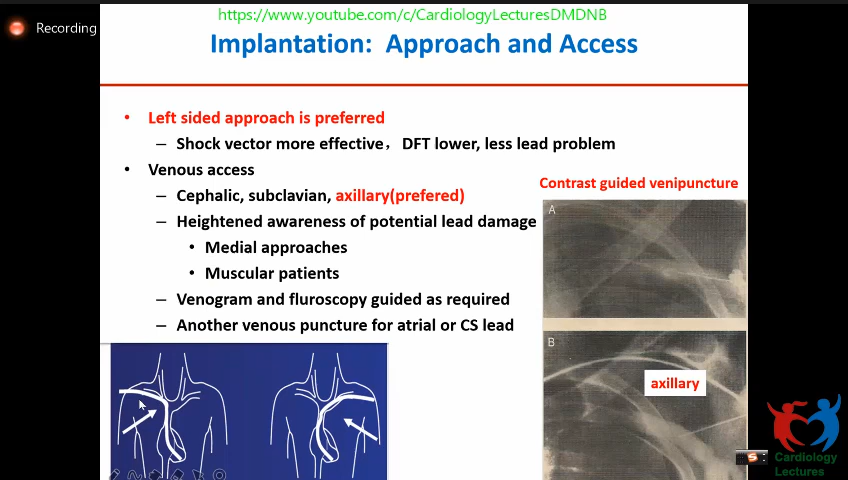 https://www.youtube.com/c/CardiologyLecturesDMDNB
Recording
Implantation: Approach and Access
• Left sided approach is preferred
– Shock vector more effective，DFT lower, less lead problem
• Venous access
– Cephalic, subclavian, axillary(prefered)
– Heightened awareness of potential lead damage
• Medial approaches
• Muscular patients
– Venogram and fluroscopy guided as required
– Another venous puncture for atrial or CS lead
Contrast guided venipuncture
A
B
axillary
S
Cardiology
Lectures